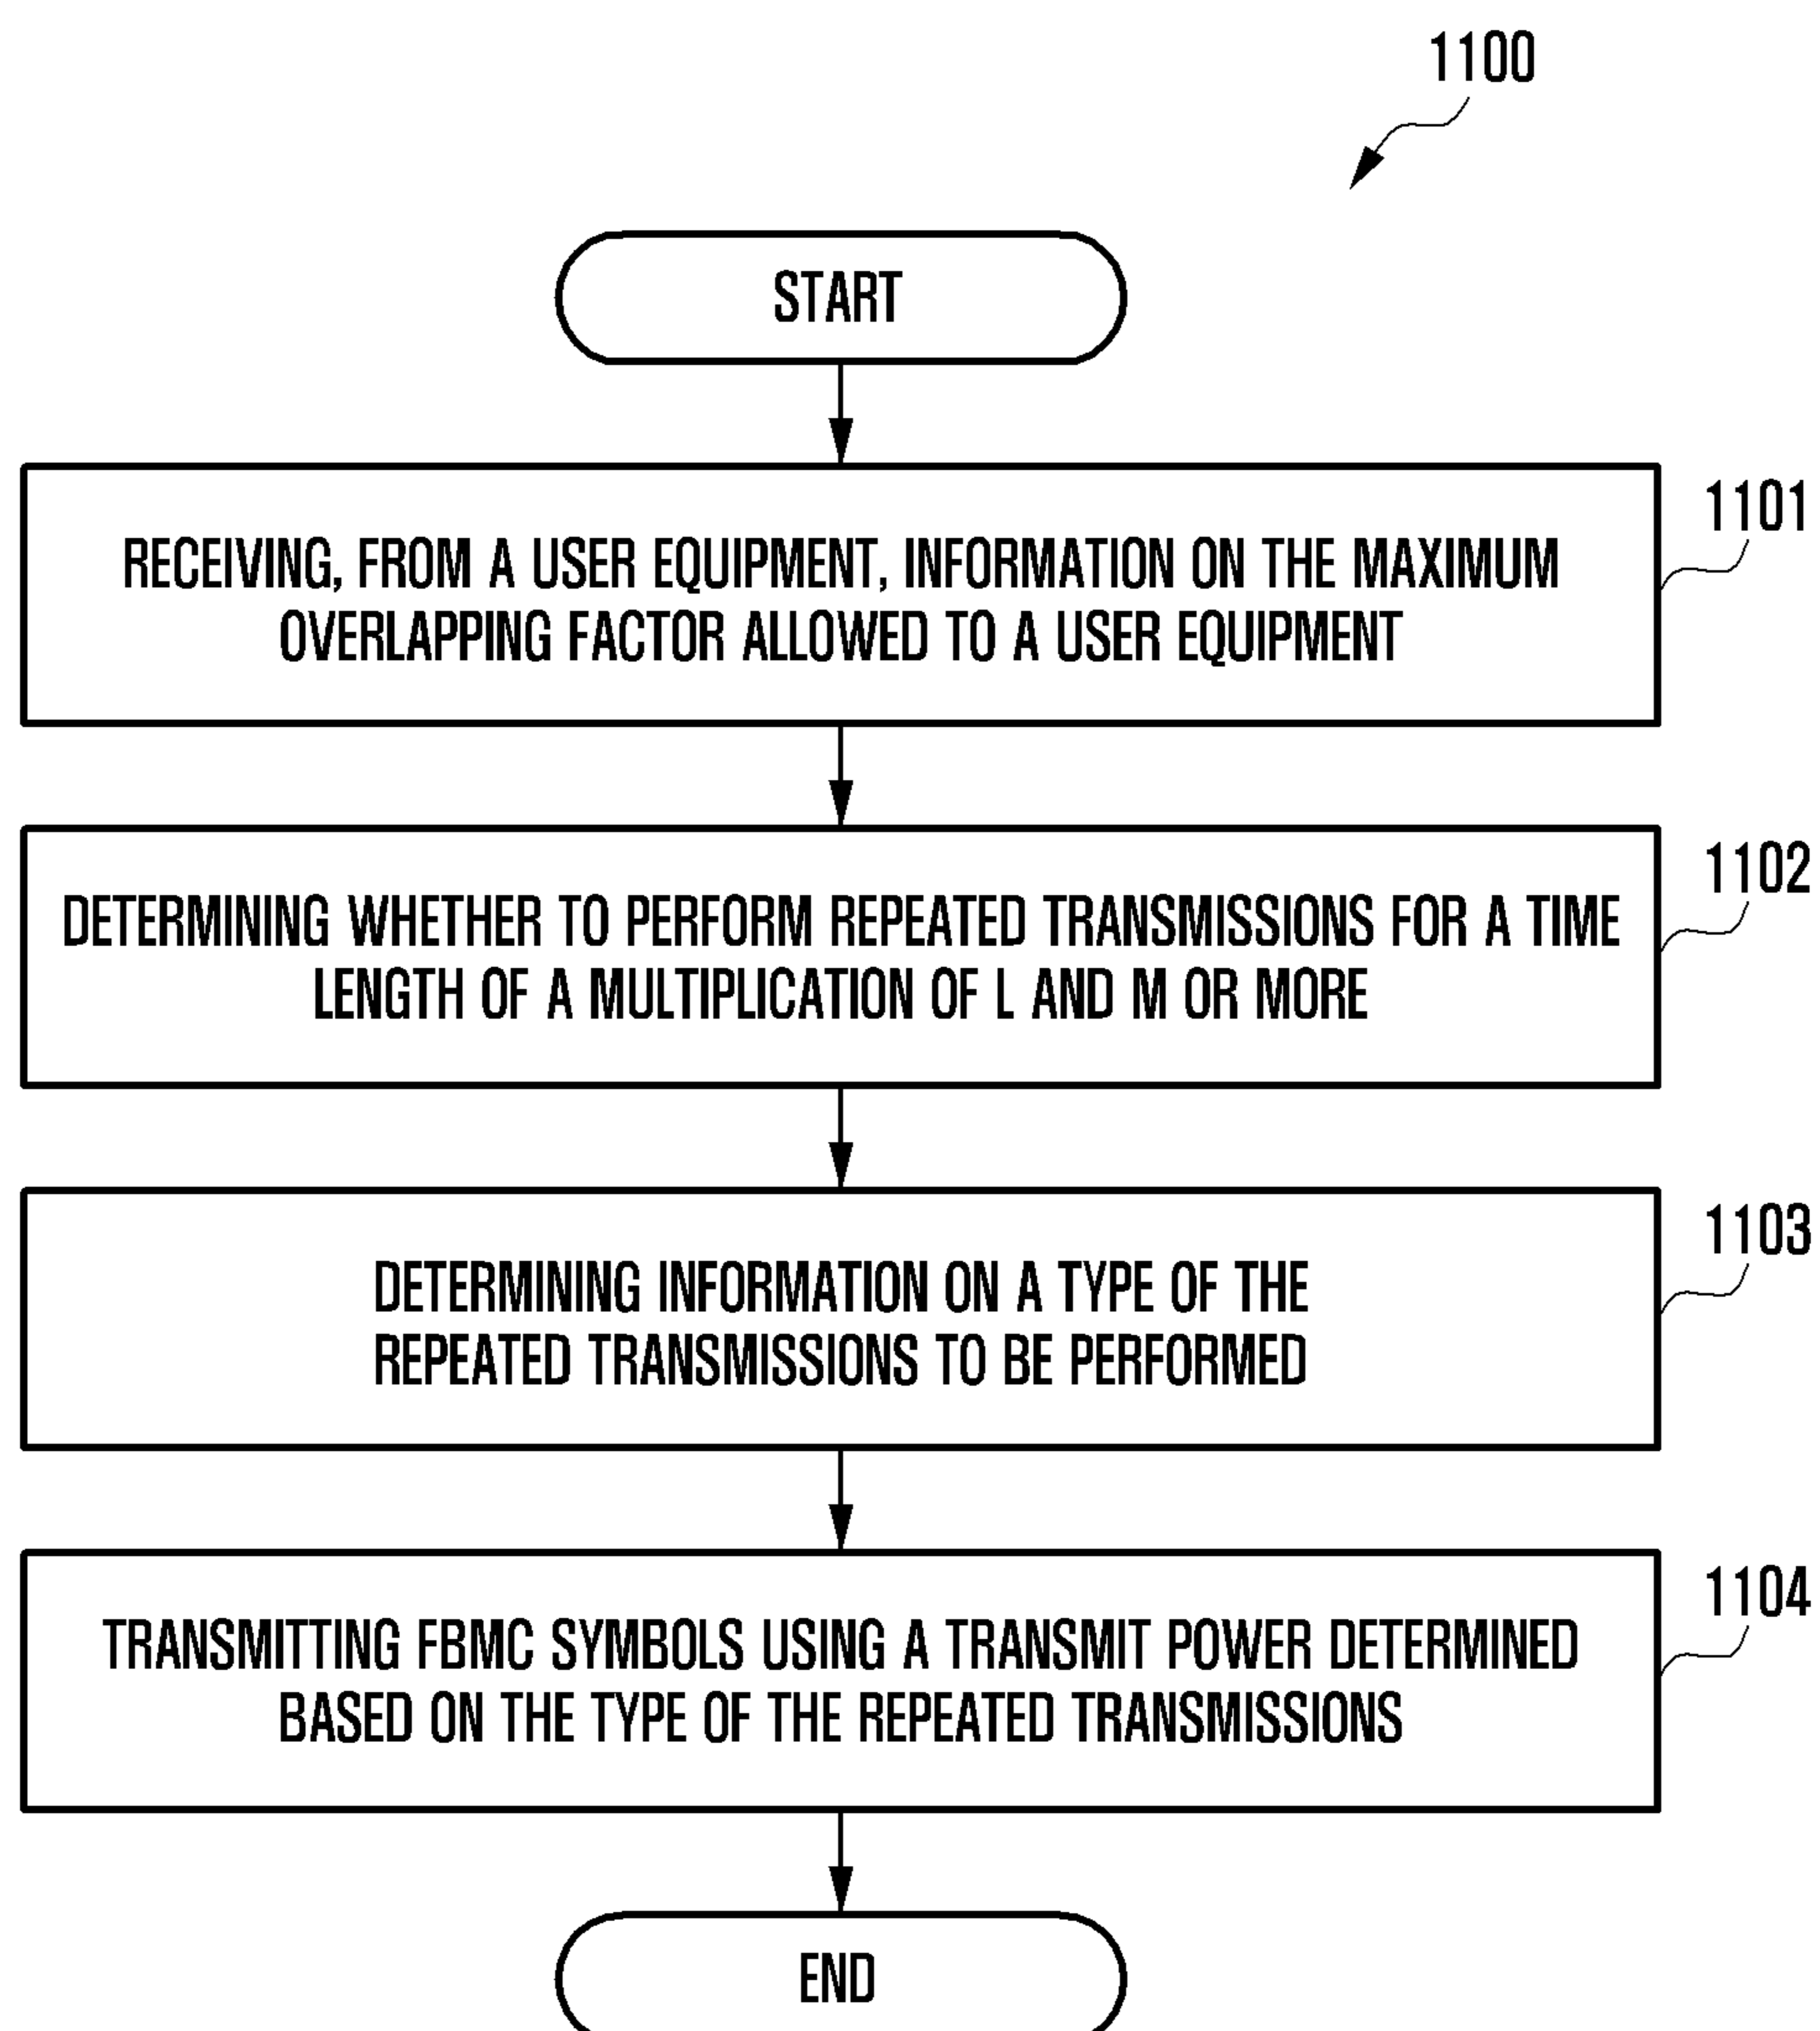 1100
START
1101
RECEIVING, FROM A USER EQUIPMENT, INFORMATION ON THE MAXIMUM
OVERLAPPING FACTOR ALLOWED TO A USER EQUIPMENT
1102
DETERMINING WHETHER TO PERFORM REPEATED TRANSMISSIONS FOR A TIME
LENGTH OF A MULTIPLICATION OF L AND M OR MORE
1103
DETERMINING INFORMATION ON A TYPE OF THE
REPEATED TRANSMISSIONS TO BE PERFORMED
1104
TRANSMITTING FBMC SYMBOLS USING A TRANSMIT POWER DETERMINED
BASED ON THE TYPE OF THE REPEATED TRANSMISSIONS
END